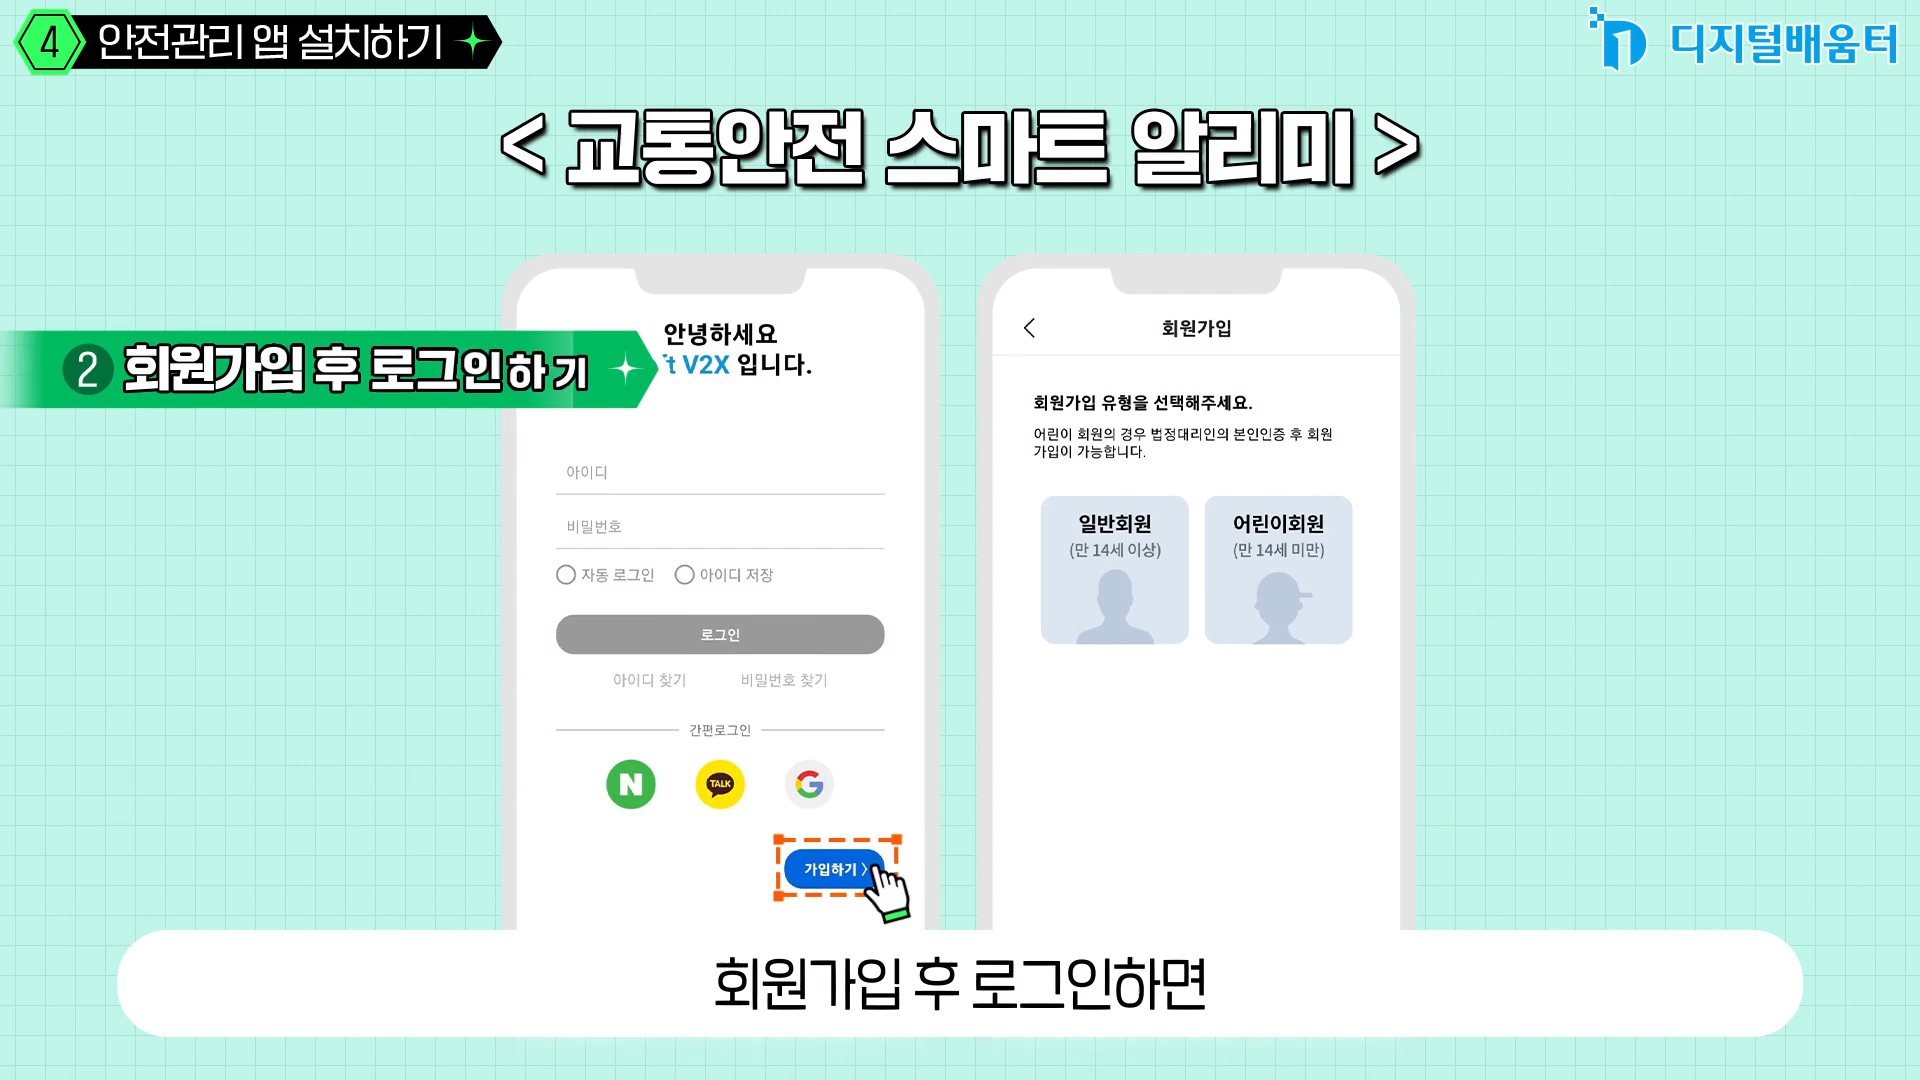 4 안전관리 앱 설치하기
디지털배움터
< 교통안전 스마트 알리미 >
2 회원가입 후 로그인하기
안녕하세요
t V2X 입니다.
아이디
비밀번호
자동 로그인 아이디 저장
로그인
아이디 찾기 비밀번호 찾기
간편로그인
N TALK G
가입하기 >
< 회원가입
회원가입 유형을 선택해주세요.
어린이 회원의 경우 법정대리인의 본인인증 후 회원
가입이 가능합니다.
일반회원
(만 14세 이상)
어린이회원
(만 14세 미만)
회원가입 후 로그인하면